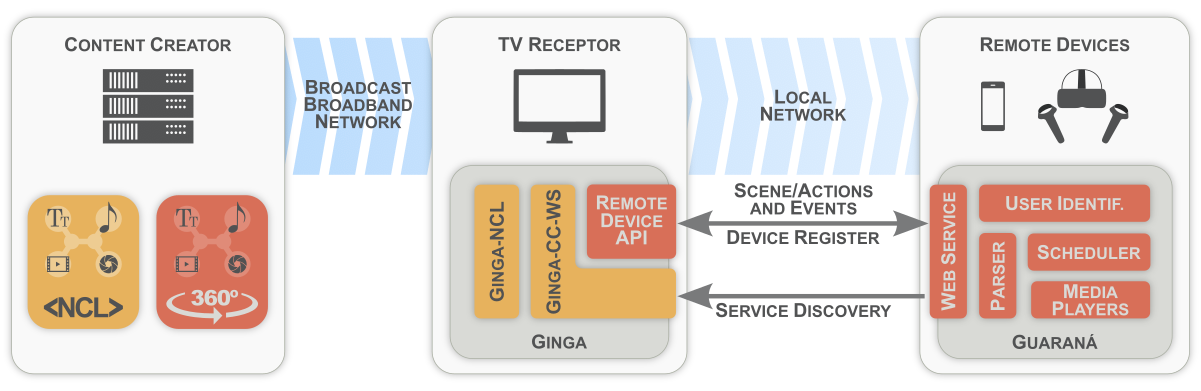 CONTENT CREATOR
BROADCAST
BROADBAND
NETWORK
TV RECEPTOR
LOCAL
NETWORK
REMOTE DEVICES
TT
TT
<NCL>
360º
GINGA-NCL
GINGA-CC-WS
REMOTE
DEVICE
API
GINGA
SCENE/ACTIONS
AND EVENTS
DEVICE REGISTER
SERVICE DISCOVERY
WEB SERVICE
USER IDENTIF.
PARSER
SCHEDULER
MEDIA
PLAYERS
GUARANÁ